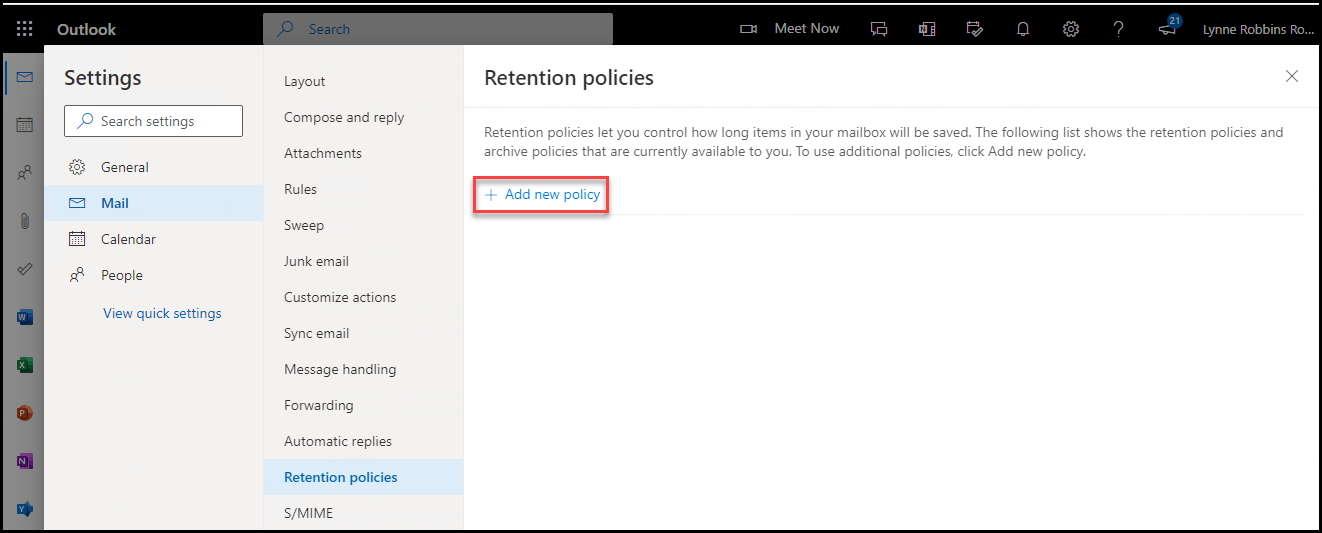 Outlook
Search
Meet Now
21
Lynne Robbins Ro...
Settings
Search settings
General
Mail
Calendar
People
View quick settings
Layout
Compose and reply
Attachments
Rules
Sweep
Junk email
Customize actions
Sync email
Message handling
Forwarding
Automatic replies
Retention policies
S/MIME
Retention policies
Retention policies let you control how long items in your mailbox will be saved. The following list shows the retention policies and
archive policies that are currently available to you. To use additional policies, click Add new policy.
Add new policy